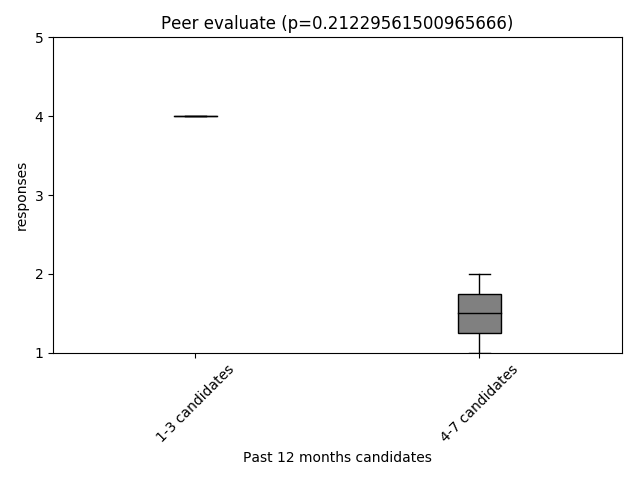 Peer evaluate (p=0.21229561500965666)
5
4
3
2
1
responses
1-3 candidates
4-7 candidates
Past 12 months candidates